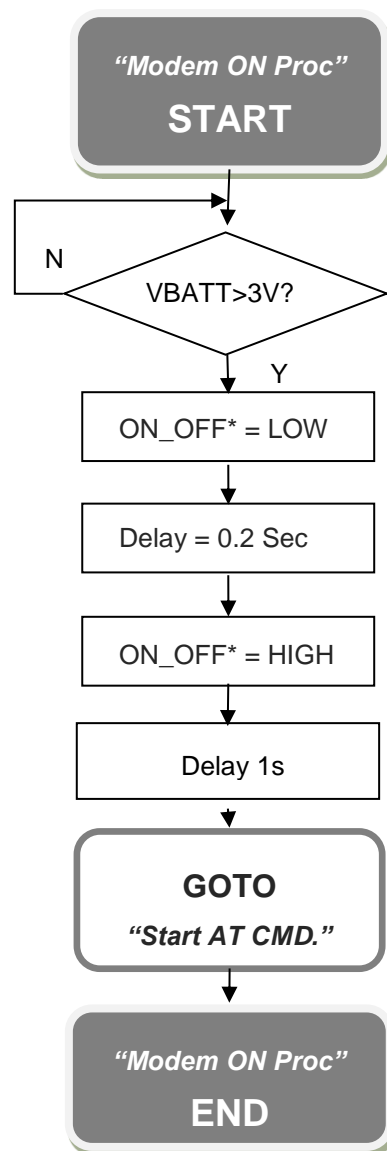 “Modem ON Proc”
START
N
VBATT>3V?
Y
ON_OFF* = LOW
Delay = 0.2 Sec
ON_OFF* = HIGH
Delay 1s
GOTO
“Start AT CMD.”
“Modem ON Proc”
END